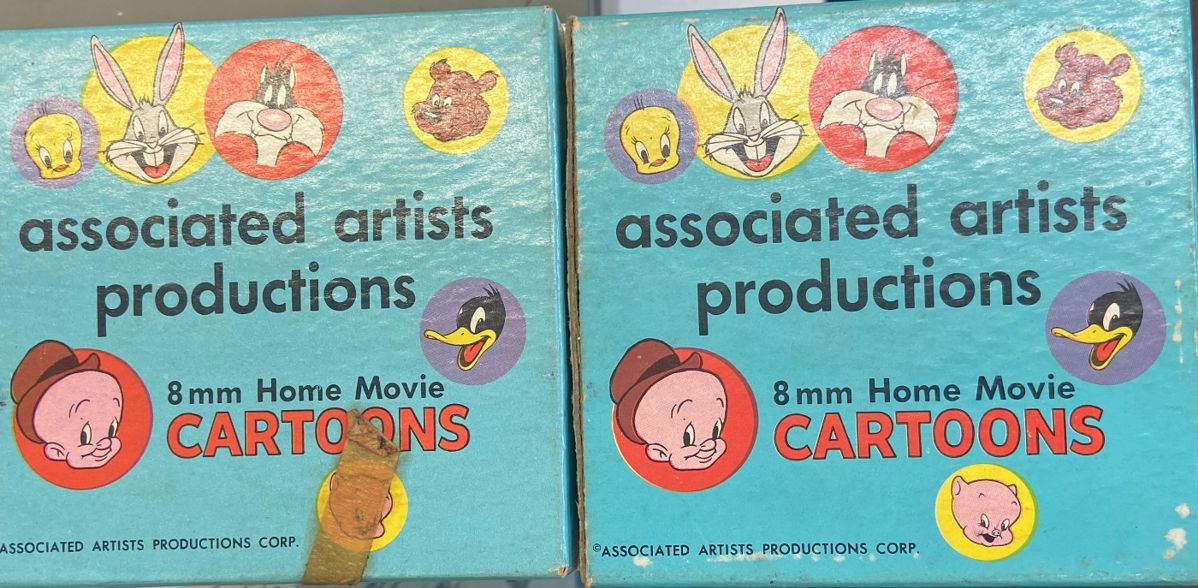 associated artists
productions
8mm Home Movie
CARTOONS
ASSOCIATED ARTISTS PRODUCTIONS CORP.
associated artists
productions
8mm Home Movie
CARTOONS
©ASSOCIATED ARTISTS PRODUCTIONS CORP.